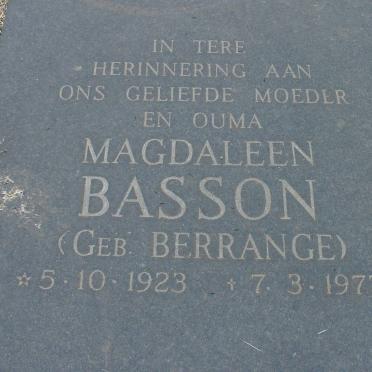 IN TERE
HERINNERING AAN
ONS GELIEFDE MOEDER
EN OUMA
MAGDALEEN
BASSON
(GEB. BERRANGE)
☆ 5·10·1923 † 7·3·197